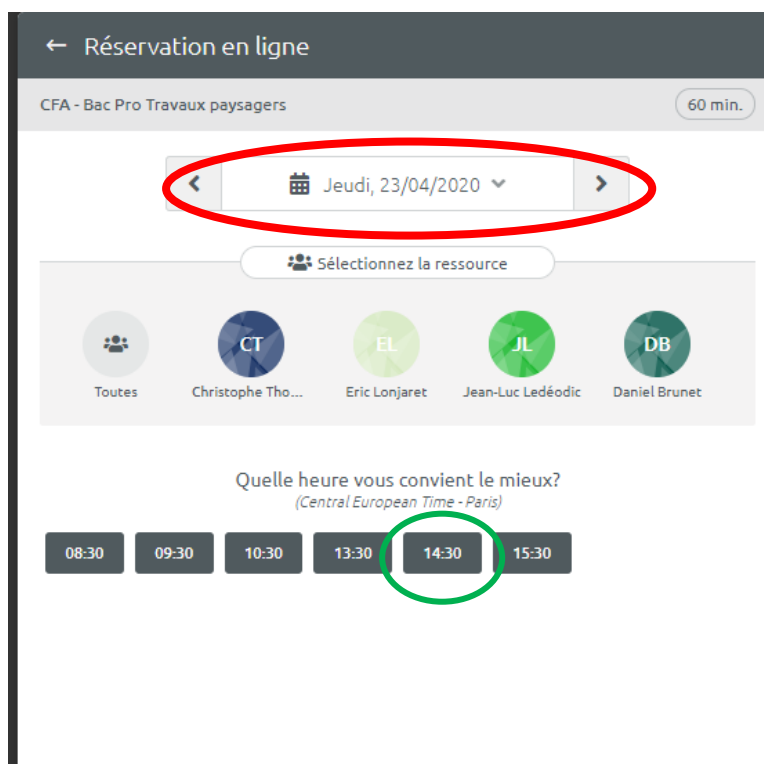 ← Réservation en ligne
CFA - Bac Pro Travaux paysagers 60 min.
Jeudi, 23/04/2020
Sélectionnez la ressource
CT EL JL DB
Toutes Christophe Tho... Eric Lonjaret Jean-Luc Ledéodic Daniel Brunet
Quelle heure vous convient le mieux?
(Central European Time - Paris)
08:30 09:30 10:30 13:30 14:30 15:30